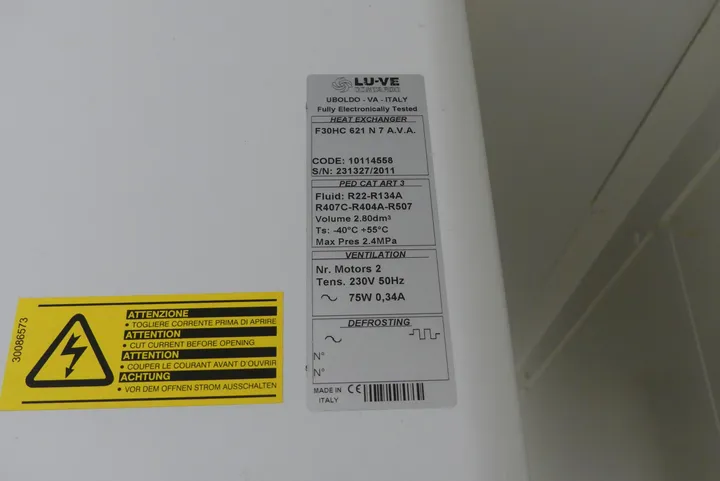 LU-VE
UBOLDO - VA - ITALY
Fully Electronically Tested
HEAT EXCHANGER
F30HC 621 N 7 A.V.A.
CODE: 10114558
S/N: 231327/2011
PED CAT ART 3
Fluid: R22-R134A
R407C-R404A-R507
Volume 2.80dm³
Ts: -40°C +55°C
Max Pres 2.4MPa
VENTILATION
Nr. Motors 2
Tens. 230V 50Hz
75W 0,34A
DEFROSTING
N°
N°
MADE IN
ITALY
CE
30086573
ATTENZIONE
• TOGLIERE CORRENTE PRIMA DI APRIRE
ATTENTION
• CUT CURRENT BEFORE OPENING
ATTENTION
• COUPER LE COURANT AVANT D'OUVRIR
ACHTUNG
• VOR DEM OFFNEN STROM AUSSCHALTEN